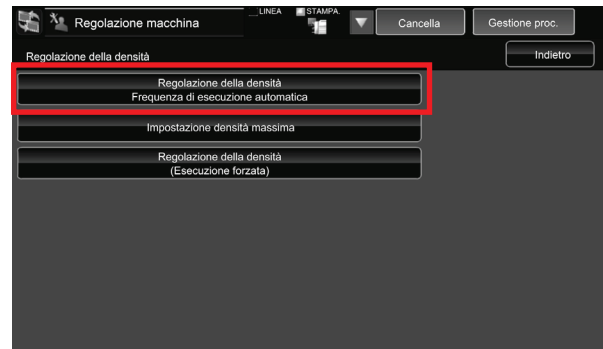 Regolazione macchina
LINEA
STAMPA.
Cancella
Gestione proc.
Regolazione della densità
Indietro
Regolazione della densità
Frequenza di esecuzione automatica
Impostazione densità massima
Regolazione della densità
(Esecuzione forzata)